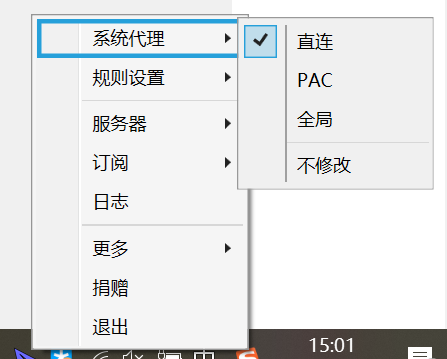 系统代理
规则设置
服务器
订阅
日志
更多
捐赠
退出
直连
PAC
全局
不修改
15:01